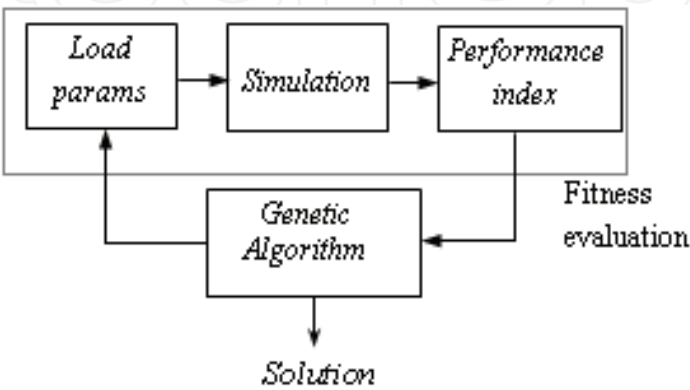 Load
params
Simulation
Performance
index
Genetic
Algorithm
Fitness
evaluation
Solution